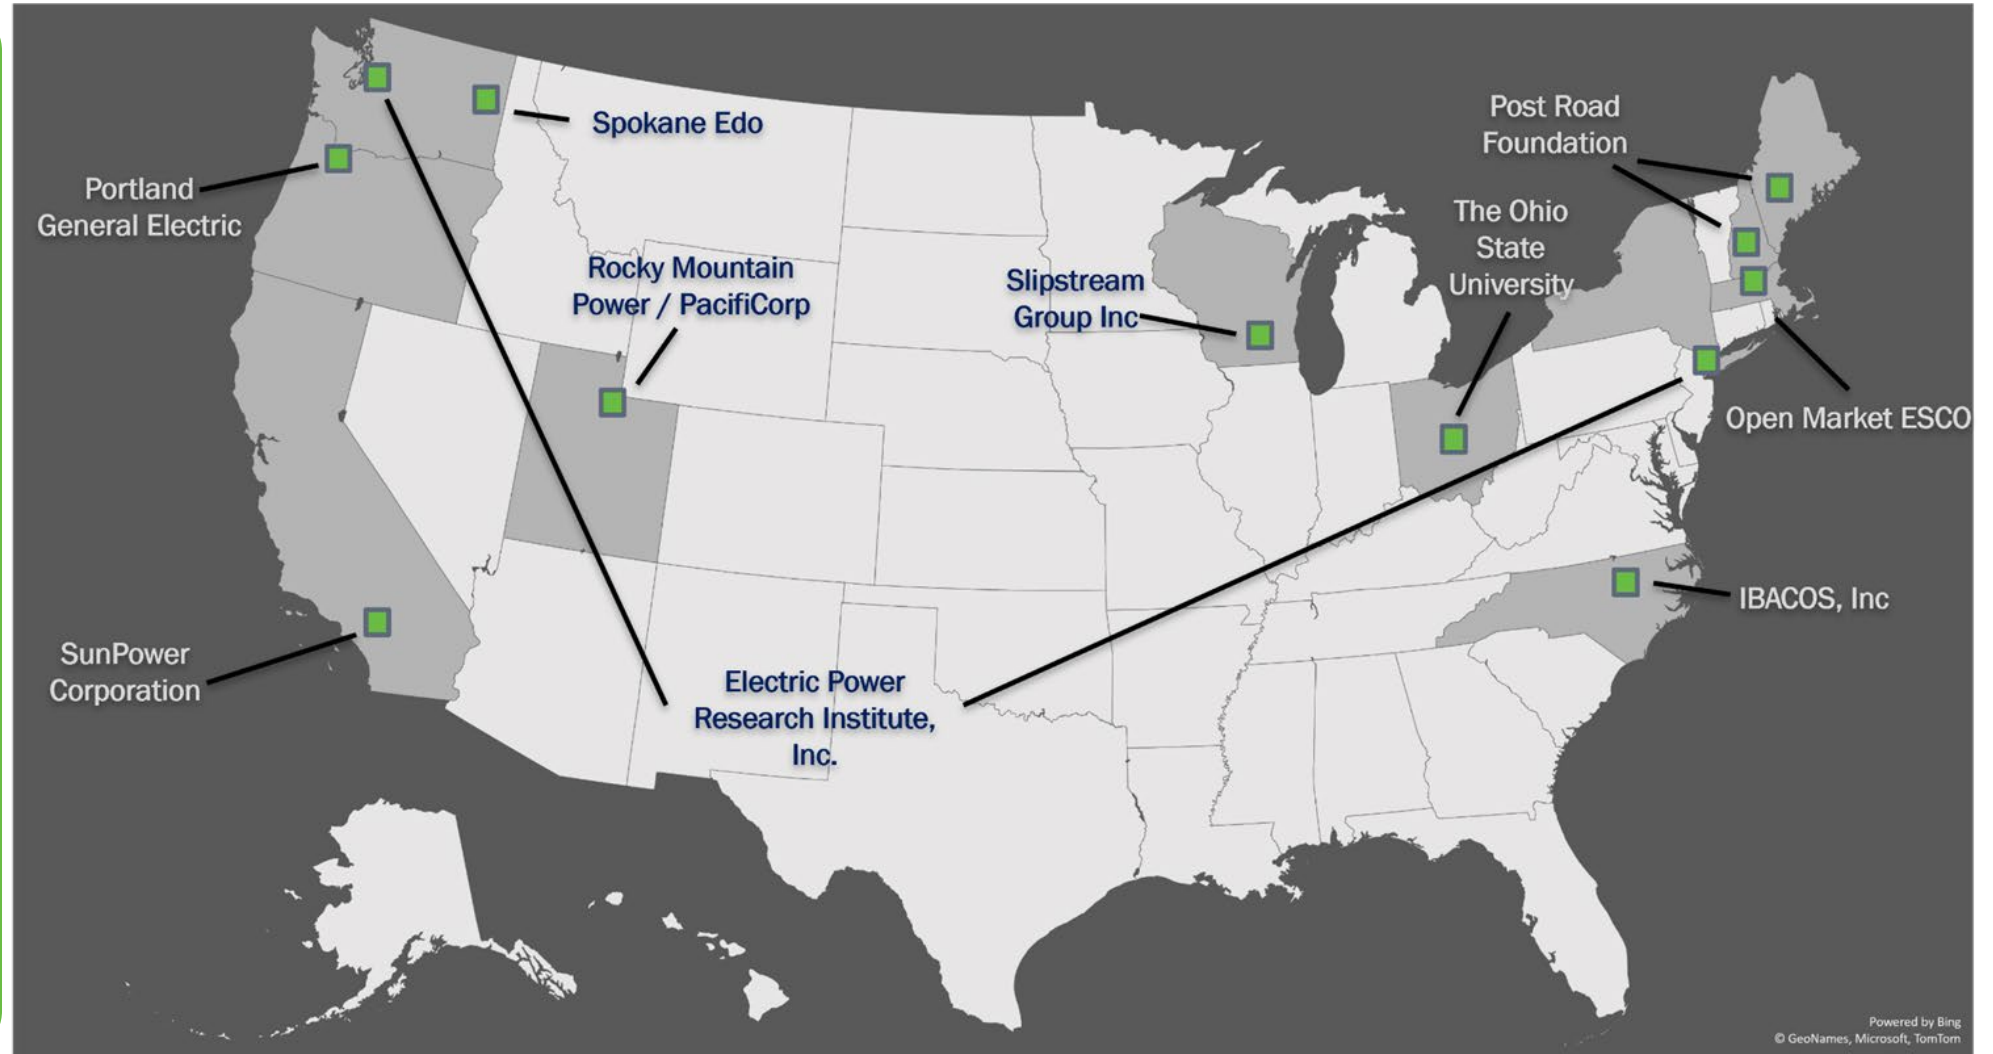 Post Road
Foundation
Spokane Edo
Portland
General Electric
The Ohio
State
University
Rocky Mountain
Power / PacifiCorp
Slipstream
Group Inc
Open Market ESCO
IBACOS, Inc
SunPower
Corporation
Electric Power
Research Institute,
Inc.
Powered by Bing
© GeoNames, Microsoft, TomTom